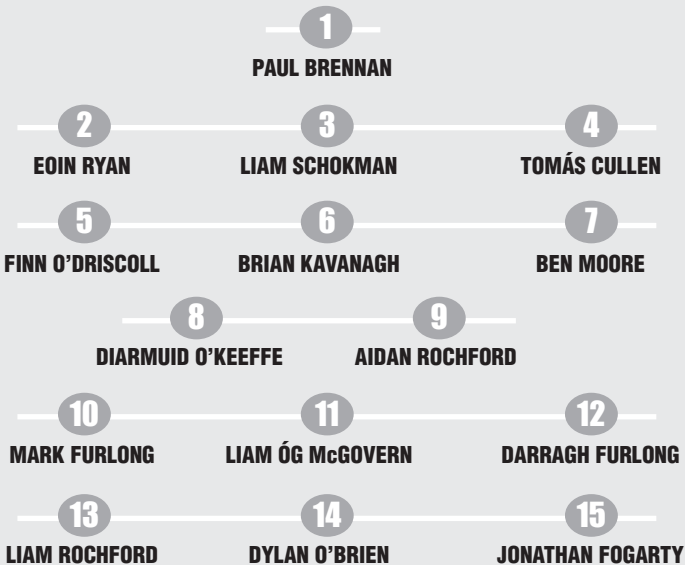 1
PAUL BRENNAN
2 3 4
EOIN RYAN LIAM SCHOKMAN TOMÁS CULLEN
5 6 7
FINN O’DRISCOLL BRIAN KAVANAGH BEN MOORE
8 9
DIARMUID O’KEEFFE AIDAN ROCHFORD
10 11 12
MARK FURLONG LIAM ÓG McGOVERN DARRAGH FURLONG
13 14 15
LIAM ROCHFORD DYLAN O’BRIEN JONATHAN FOGARTY